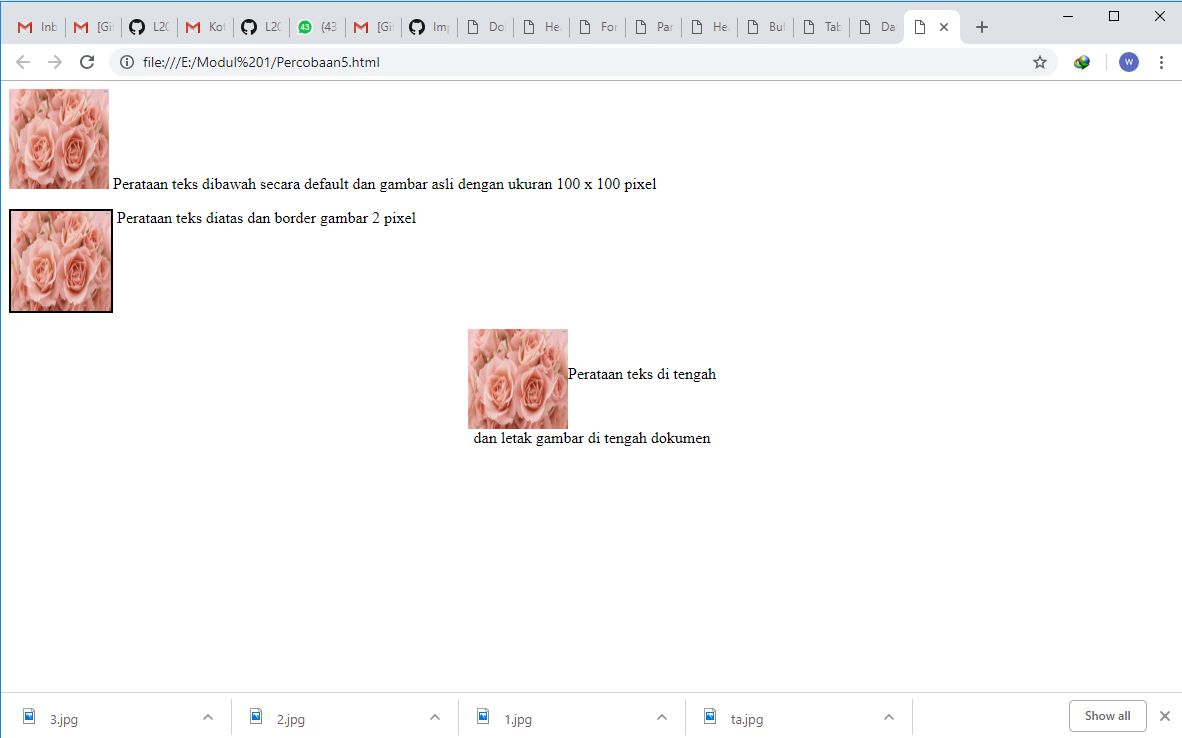 Inb [Gi L20 Kot L20 43 (43 [Gi Im Do He For Par He Bul Tab Da
file:///E:/Modul%201/Percobaan5.html W
Perataan teks dibawah secara default dan gambar asli dengan ukuran 100 x 100 pixel
Perataan teks diatas dan border gambar 2 pixel
Perataan teks di tengah
dan letak gambar di tengah dokumen
3.jpg 2.jpg 1.jpg ta.jpg Show all